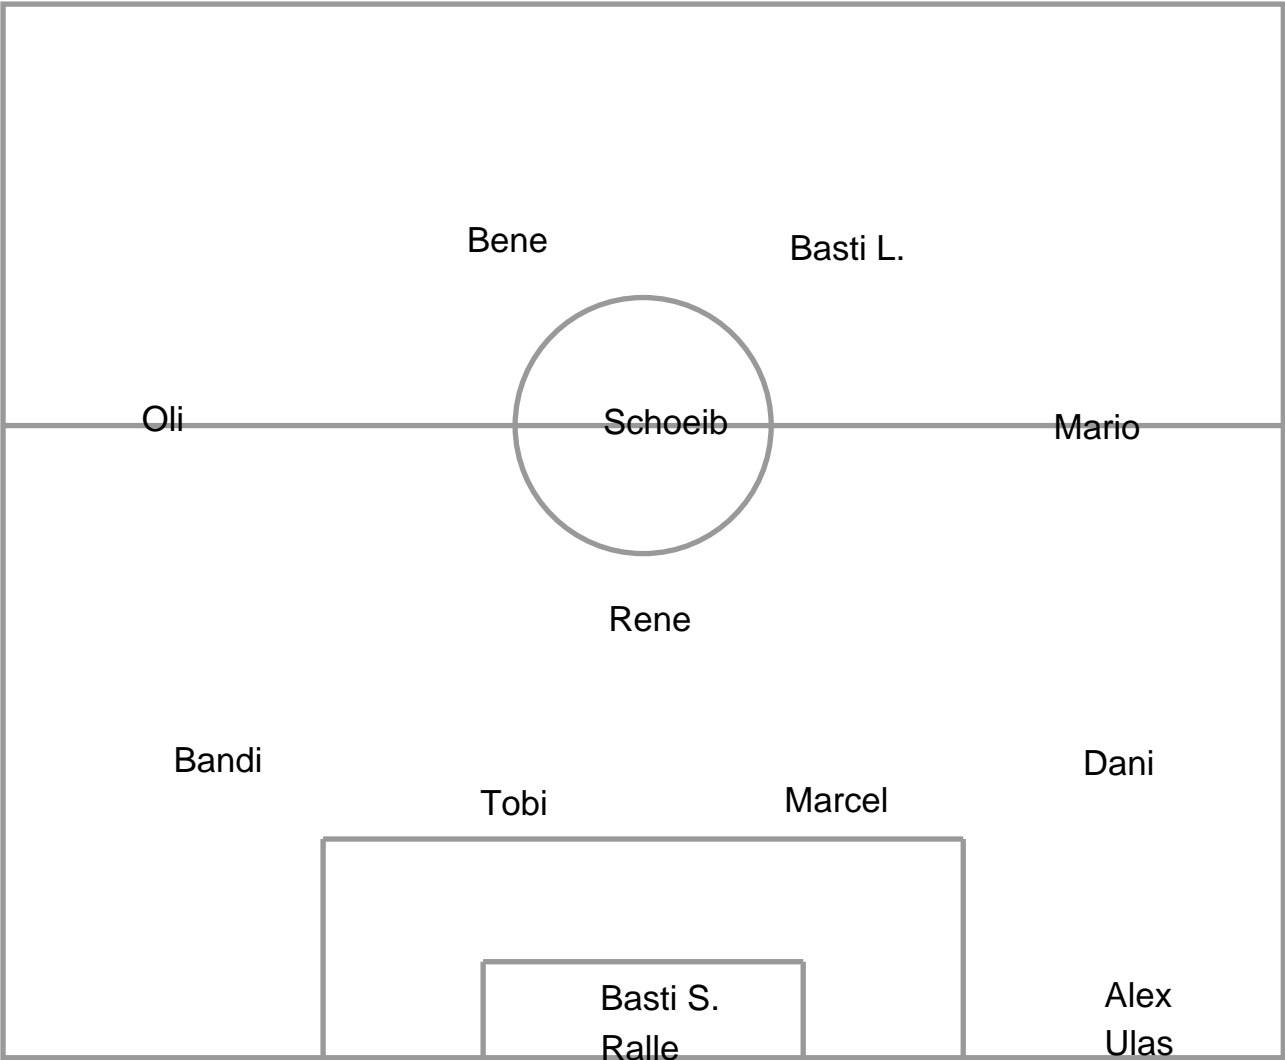 Bene
Basti L.
Oli
Schoeib
Mario
Rene
Bandi
Dani
Tobi
Marcel
Basti S.
Ralle
Alex
Ulas